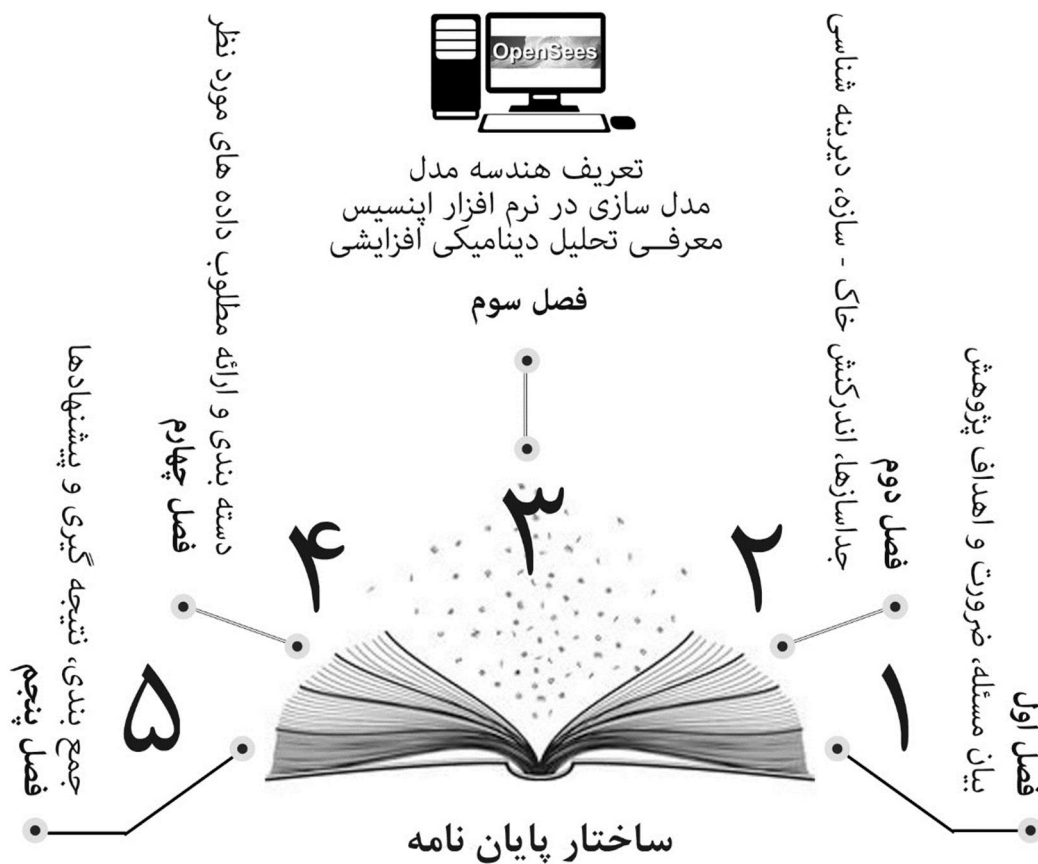 OpenSees
تعریف هندسه مدل
مدل سازی در نرم افزار اپنسیس
معرفی تحلیل دینامیکی افزایشی
فصل سوم
۳
فصل اول
بیان مسئله، ضرورت و اهداف پژوهش
۱
فصل دوم
جداسازها، اندرکنش خاک - سازه، دیرینه شناسی
۲
فصل چهارم
دسته بندی و ارائه مطلوب داده های مورد نظر
۴
فصل پنجم
جمع بندی، نتیجه گیری و پیشنهادها
۵
ساختار پایان نامه